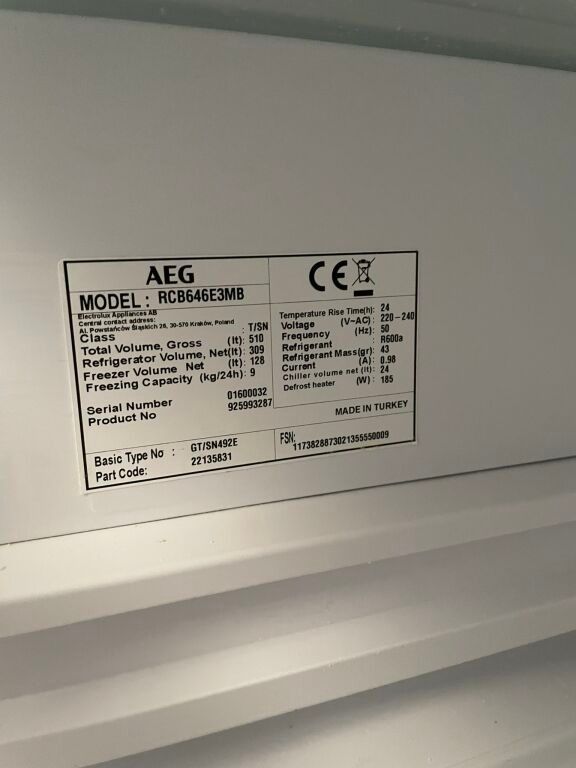 AEG
MODEL : RCB646E3MB
Electrolux Appliances AB
Central contact address:
Al. Powstańców Śląskich 26, 30-570 Kraków, Poland
Class : T/SN
Total Volume, Gross (lt): 510
Refrigerator Volume, Net(lt): 309
Freezer Volume Net (lt): 128
Freezing Capacity (kg/24h): 9
Serial Number 01600032
Product No 925993287
CE
Temperature Rise Time(h): 24
Voltage (V~AC) : 220-240
Frequency (Hz): 50
Refrigerant : R600a
Refrigerant Mass(gr): 43
Current (A): 0.98
Chiller volume net (lt): 24
Defrost heater (W) : 185
MADE IN TURKEY
Basic Type No : GT/SN492E
Part Code: 22135831
FSN:
1173828873021355550009